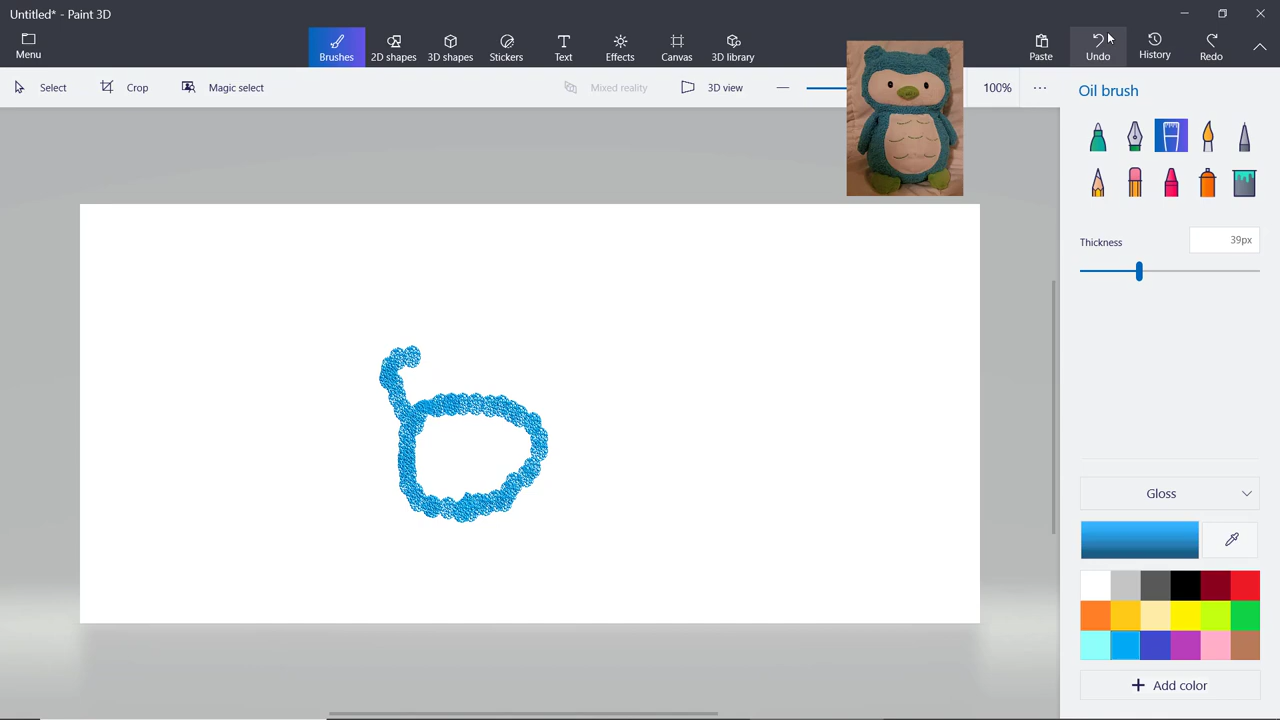 Untitled* - Paint 3D
Menu
Brushes
2D shapes
3D shapes
Stickers
Text
Effects
Canvas
3D library
Paste
Undo
History
Redo
Select
Crop
Magic select
Mixed reality
3D view
100%
Oil brush
Thickness
39px
Gloss
Add color